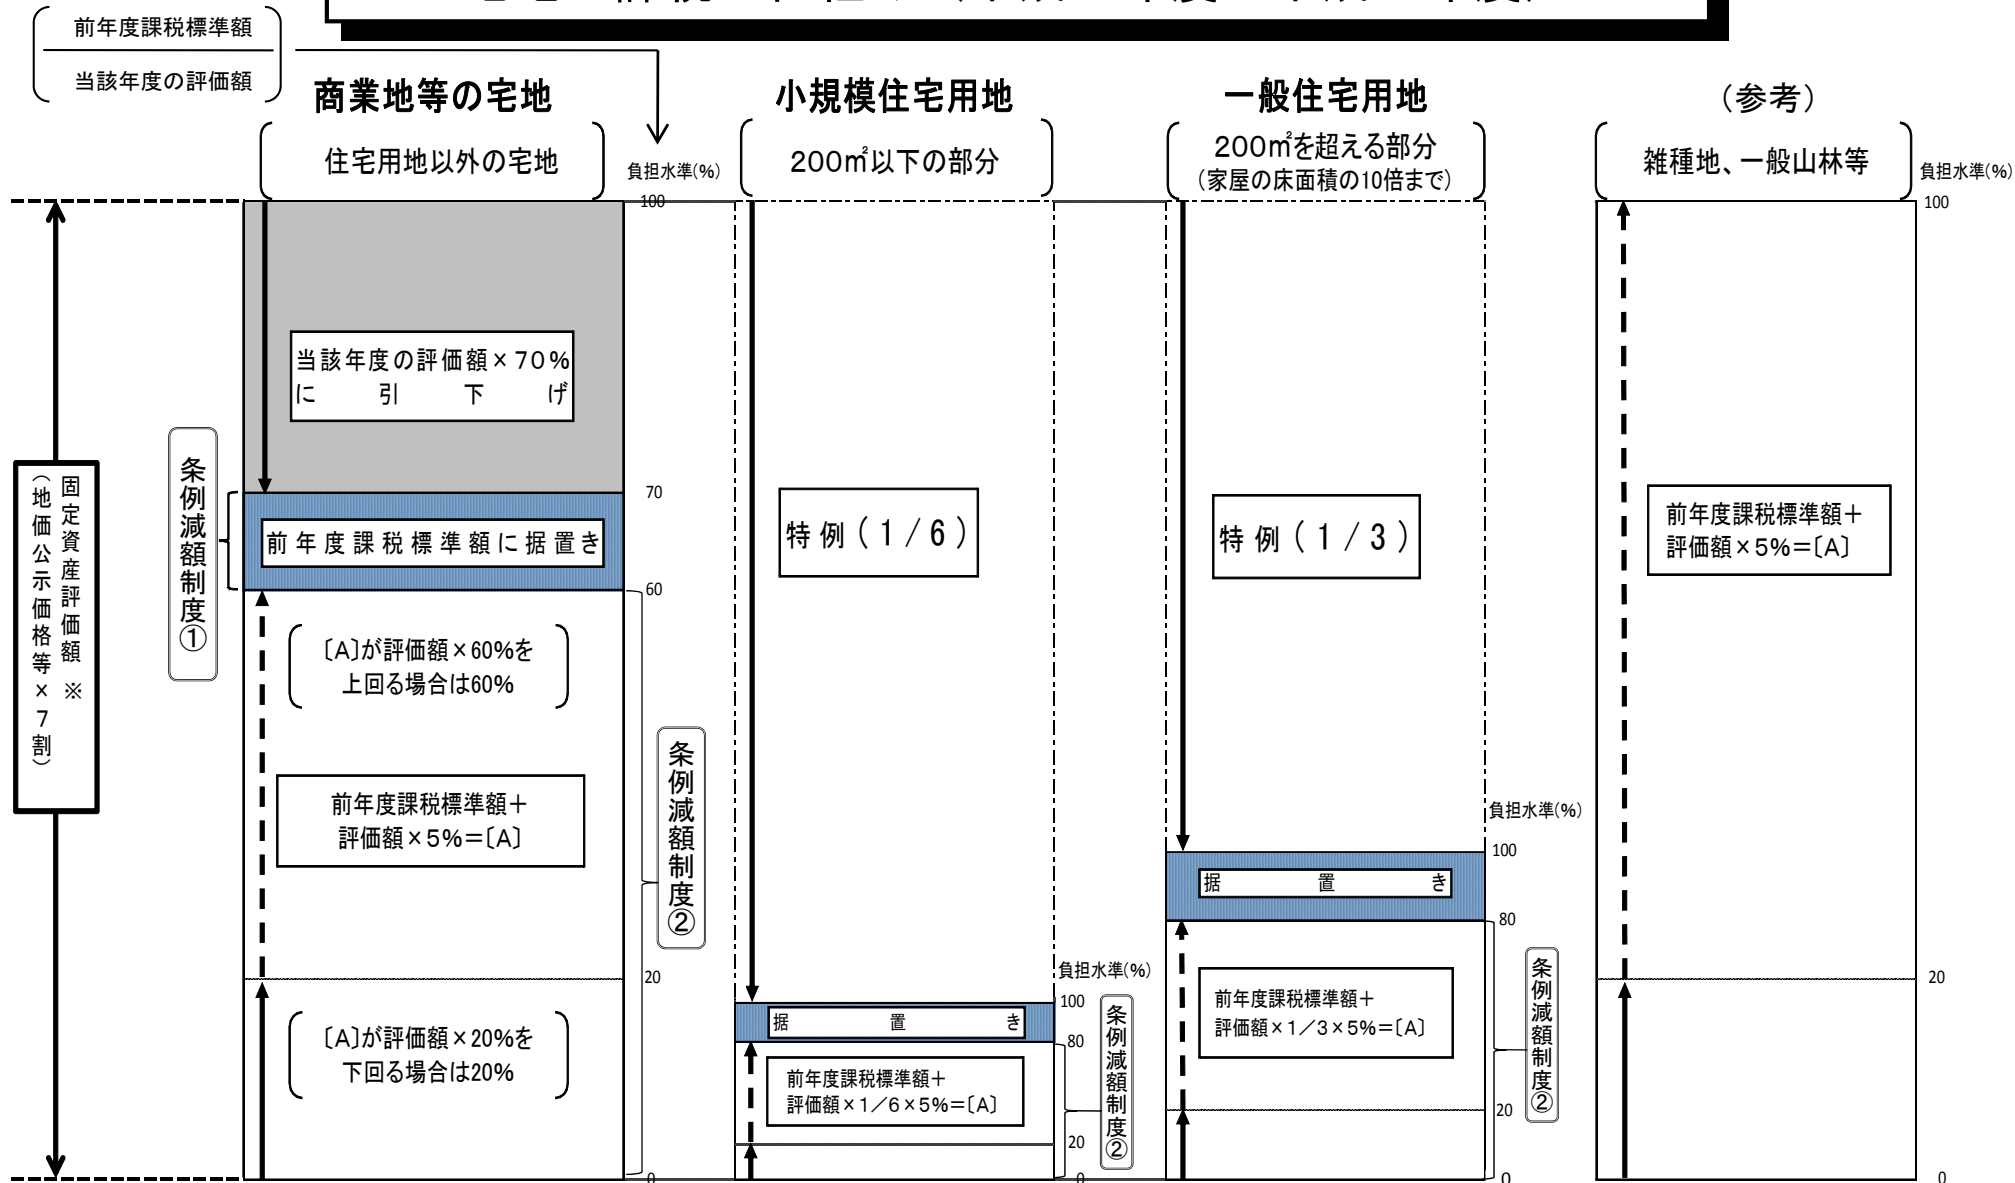 前年度課税標準額
当該年度の評価額
商業地等の宅地
住宅用地以外の宅地
負担水準(%)
小規模住宅用地
200㎡以下の部分
一般住宅用地
200㎡を超える部分
(家屋の床面積の10倍まで)
(参考)
雑種地、一般山林等
負担水準(%)
100
100
当該年度の評価額×70%
に引下げ
70
前年度課税標準額に据置き
60
条例減額制度①
固定資産評価額 ※
(地価公示価格等×7割)
〔A〕が評価額×60%を
上回る場合は60%
前年度課税標準額+
評価額×5%=〔A〕
条例減額制度②
20
〔A〕が評価額×20%を
下回る場合は20%
0
特例(1/6)
負担水準(%)
100
据置き
80
前年度課税標準額+
評価額×1/6×5%=〔A〕
20
0
条例減額制度②
特例(1/3)
負担水準(%)
100
据置き
80
前年度課税標準額+
評価額×1/3×5%=〔A〕
20
0
条例減額制度②
前年度課税標準額+
評価額×5%=〔A〕
20
0